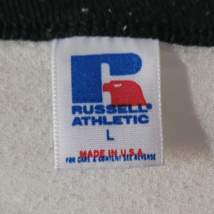 RUSSELL
ATHLETIC
L
MADE IN U.S.A.
FOR CARE & CONTENT SEE REVERSE